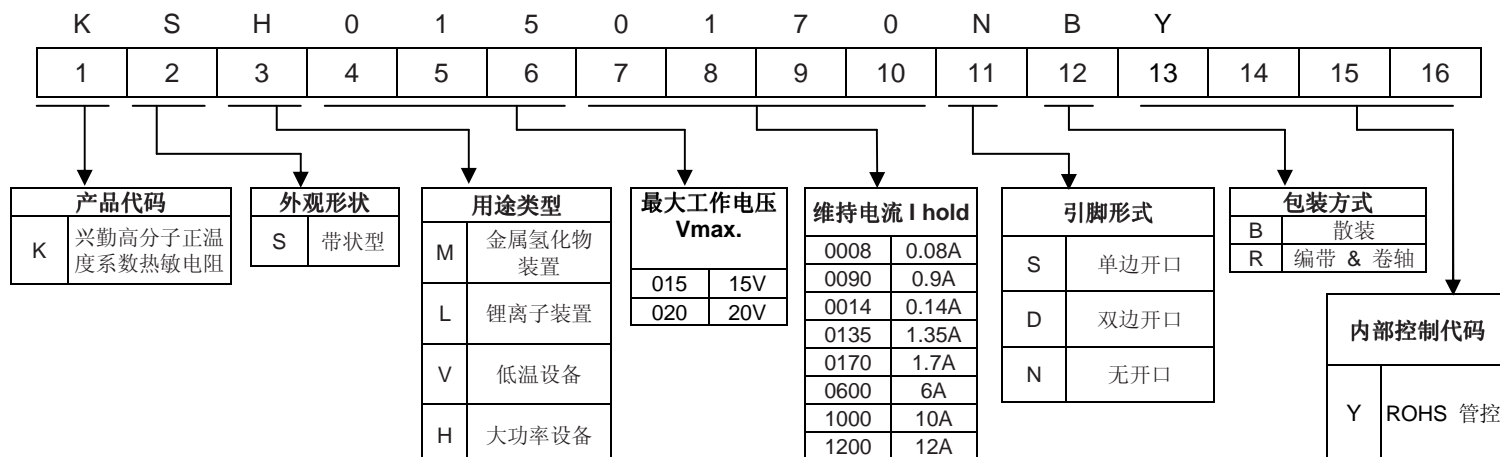 K S H 0 1 5 0 1 7 0 N B Y
1 2 3 4 5 6 7 8 9 10 11 12 13 14 15 16
产品代码
K 兴勤高分子正温
度系数热敏电阻
外观形状
S 带状型
用途类型
M 金属氢化物
装置
L 锂离子装置
V 低温设备
H 大功率设备
最大工作电压
Vmax.
015 15V
020 20V
维持电流 I hold
0008 0.08A
0090 0.9A
0014 0.14A
0135 1.35A
0170 1.7A
0600 6A
1000 10A
1200 12A
引脚形式
S 单边开口
D 双边开口
N 无开口
包装方式
B 散装
R 编带 & 卷轴
内部控制代码
Y ROHS 管控